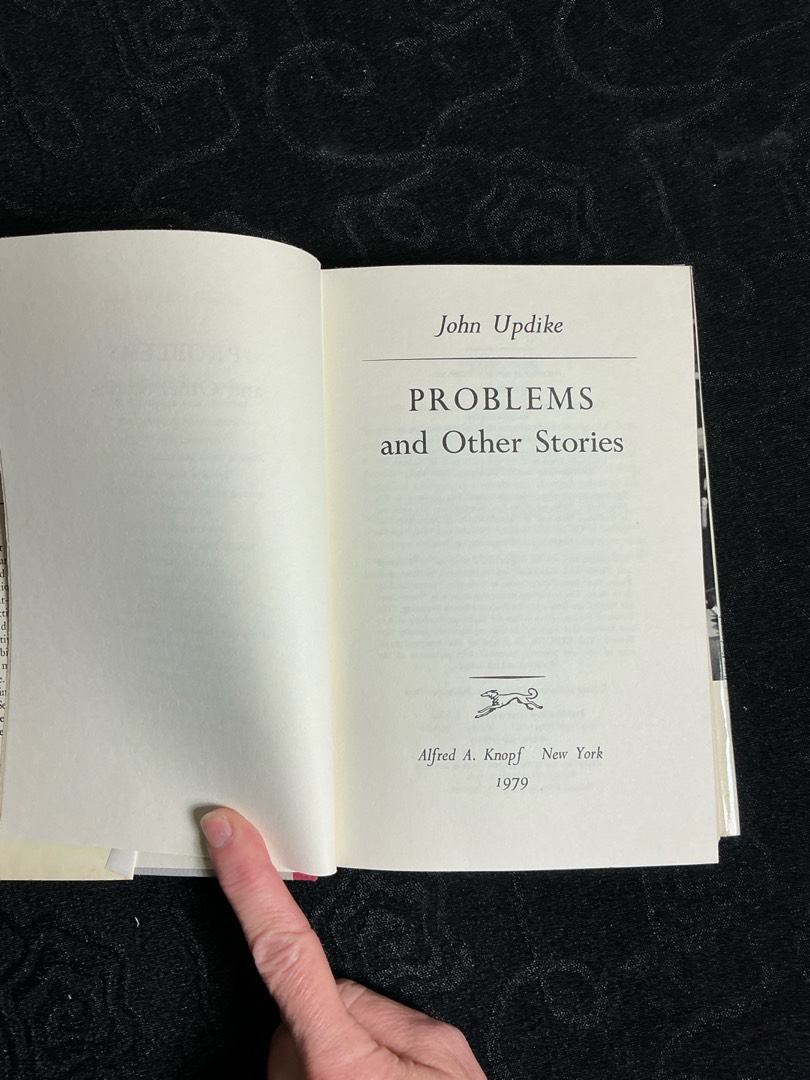 John Updike
PROBLEMS
and Other Stories
Alfred A. Knopf New York
1979